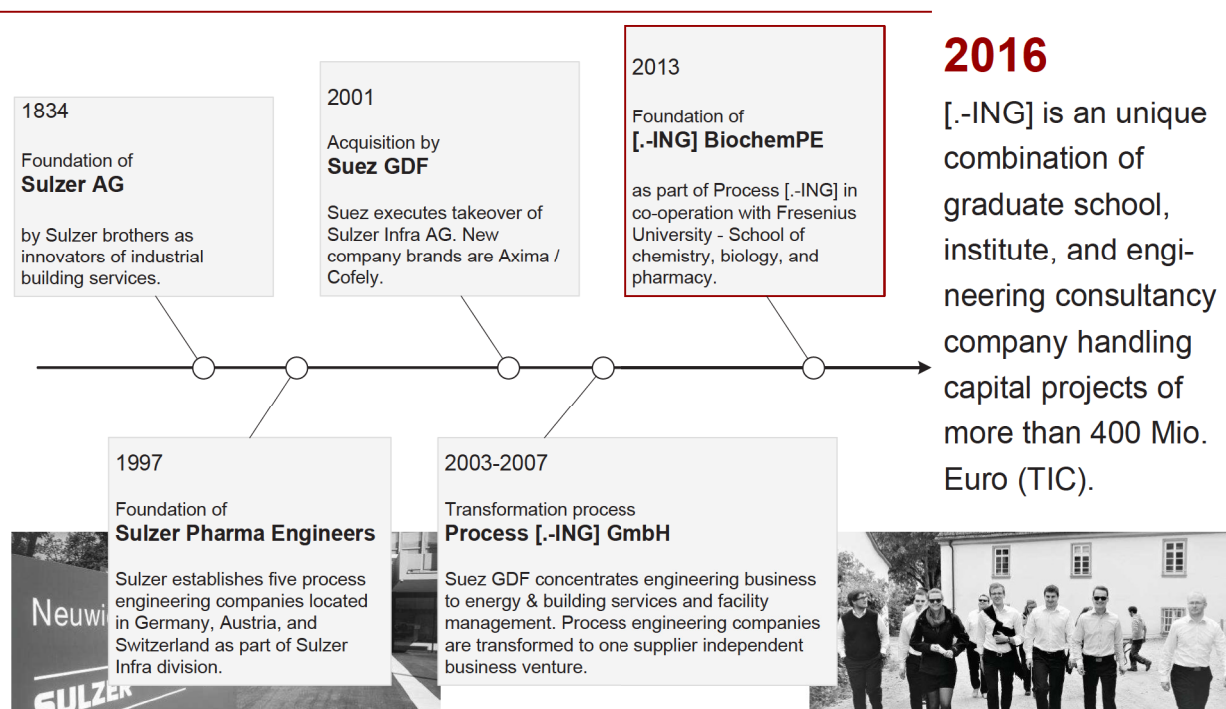 1834
Foundation of
Sulzer AG
by Sulzer brothers as
innovators of industrial
building services.
2001
Acquisition by
Suez GDF
Suez executes takeover of
Sulzer Infra AG. New
company brands are Axima /
Cofely.
2013
Foundation of
[.-ING] BiochemPE
as part of Process [.-ING] in
co-operation with Fresenius
University - School of
chemistry, biology, and
pharmacy.
2016
[.-ING] is an unique
combination of
graduate school,
institute, and engi-
neering consultancy
company handling
capital projects of
more than 400 Mio.
Euro (TIC).
1997
Foundation of
Sulzer Pharma Engineers
Sulzer establishes five process
engineering companies located
in Germany, Austria, and
Switzerland as part of Sulzer
Infra division.
2003-2007
Transformation process
Process [.-ING] GmbH
Suez GDF concentrates engineering business
to energy & building services and facility
management. Process engineering companies
are transformed to one supplier independent
business venture.
Neuwi
SULZER